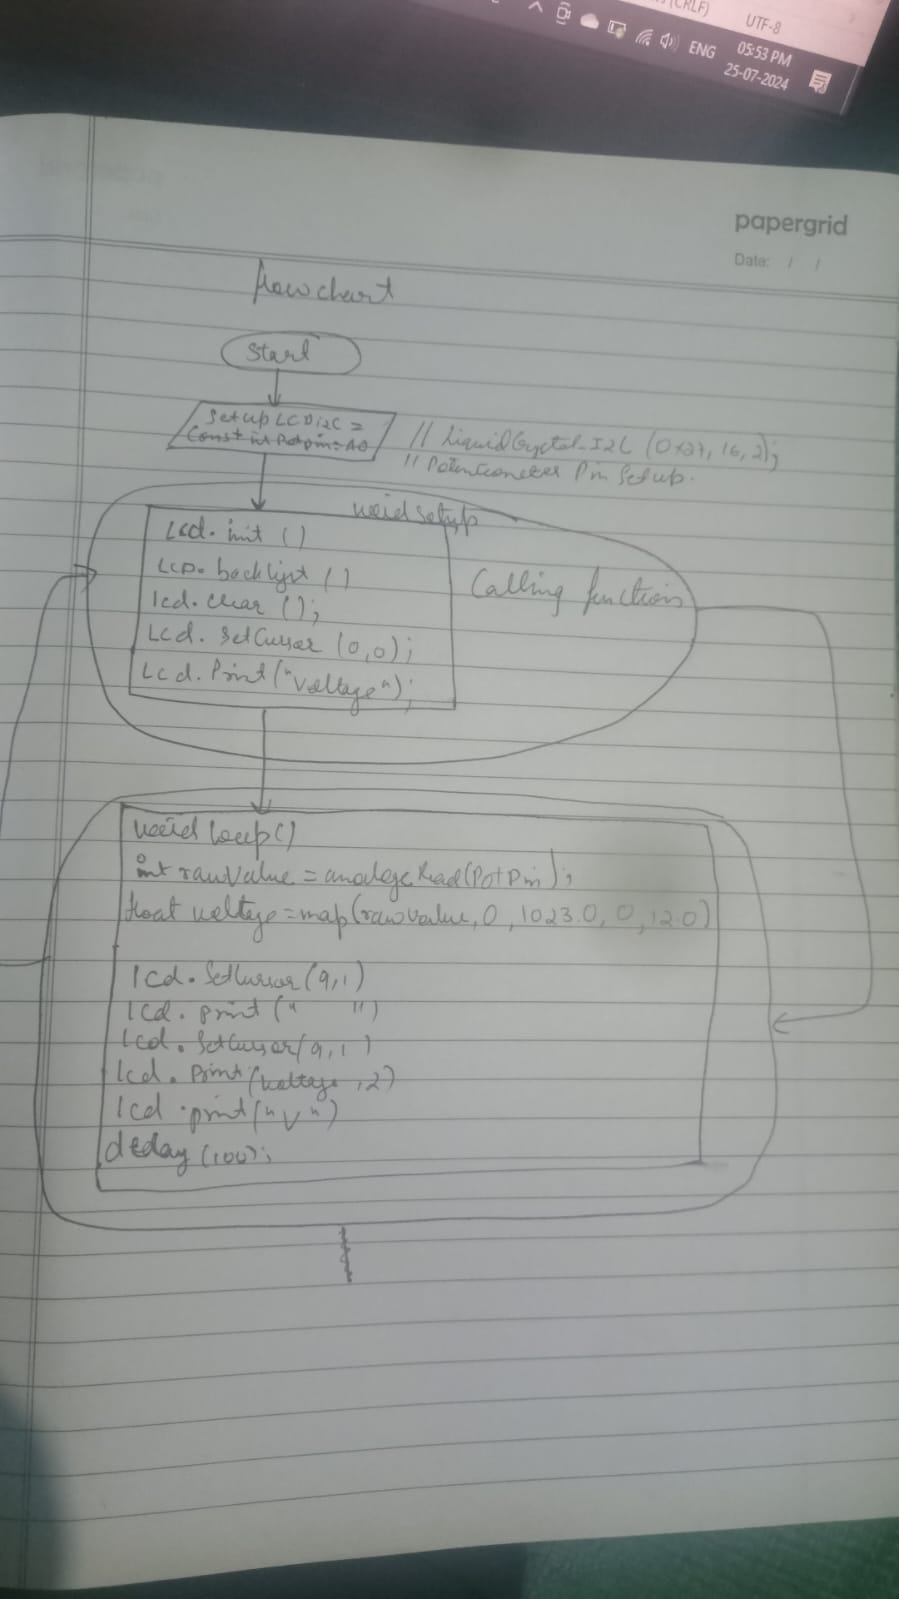 (CRLF)
UTF-8
ENG
05:53 PM
25-07-2024
papergrid
Date: / /
flowchart
Start
Setup LCD i2C =
Const int Potpin = A0
// LiquidCrystal_I2C (0x27, 16, 2);
// Potentiometer Pin Setup.
void setup
Lcd. init ()
LCD. backlight ()
lcd. clear ();
Lcd. SetCursor (0,0);
Lcd. Print ("Voltage");
Calling function
void loop()
int rawValue = analogeRead(PotPin);
float voltage = map(rawvalue, 0, 1023.0, 0, 12.0)
lcd. SetCursor (9,1)
lcd. print (" ")
lcd. SetCursor (9,1)
lcd. Print (voltage ,2)
lcd .print("V")
delay (100);